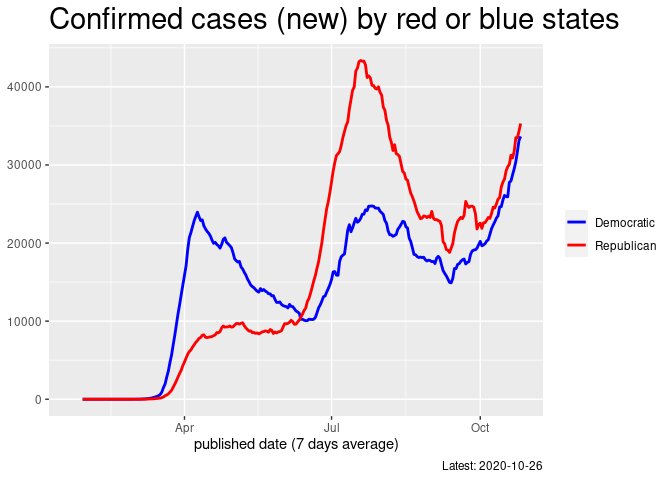 Confirmed cases (new) by red or blue states
40000
30000
20000
10000
0
Apr
Jul
Oct
published date (7 days average)
Democratic
Republican
Latest: 2020-10-26